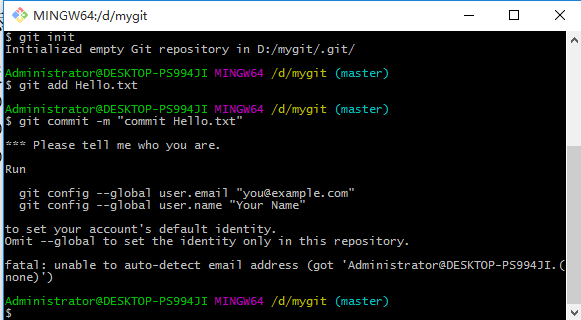 MINGW64:/d/mygit
$ git init
Initialized empty Git repository in D:/mygit/.git/
Administrator@DESKTOP-PS994JI MINGW64 /d/mygit (master)
$ git add Hello.txt
Administrator@DESKTOP-PS994JI MINGW64 /d/mygit (master)
$ git commit -m "commit Hello.txt"
*** Please tell me who you are.
Run
git config --global user.email "you@example.com"
git config --global user.name "Your Name"
to set your account's default identity.
Omit --global to set the identity only in this repository.
fatal: unable to auto-detect email address (got 'Administrator@DESKTOP-PS994JI.(
none)')
Administrator@DESKTOP-PS994JI MINGW64 /d/mygit (master)
$